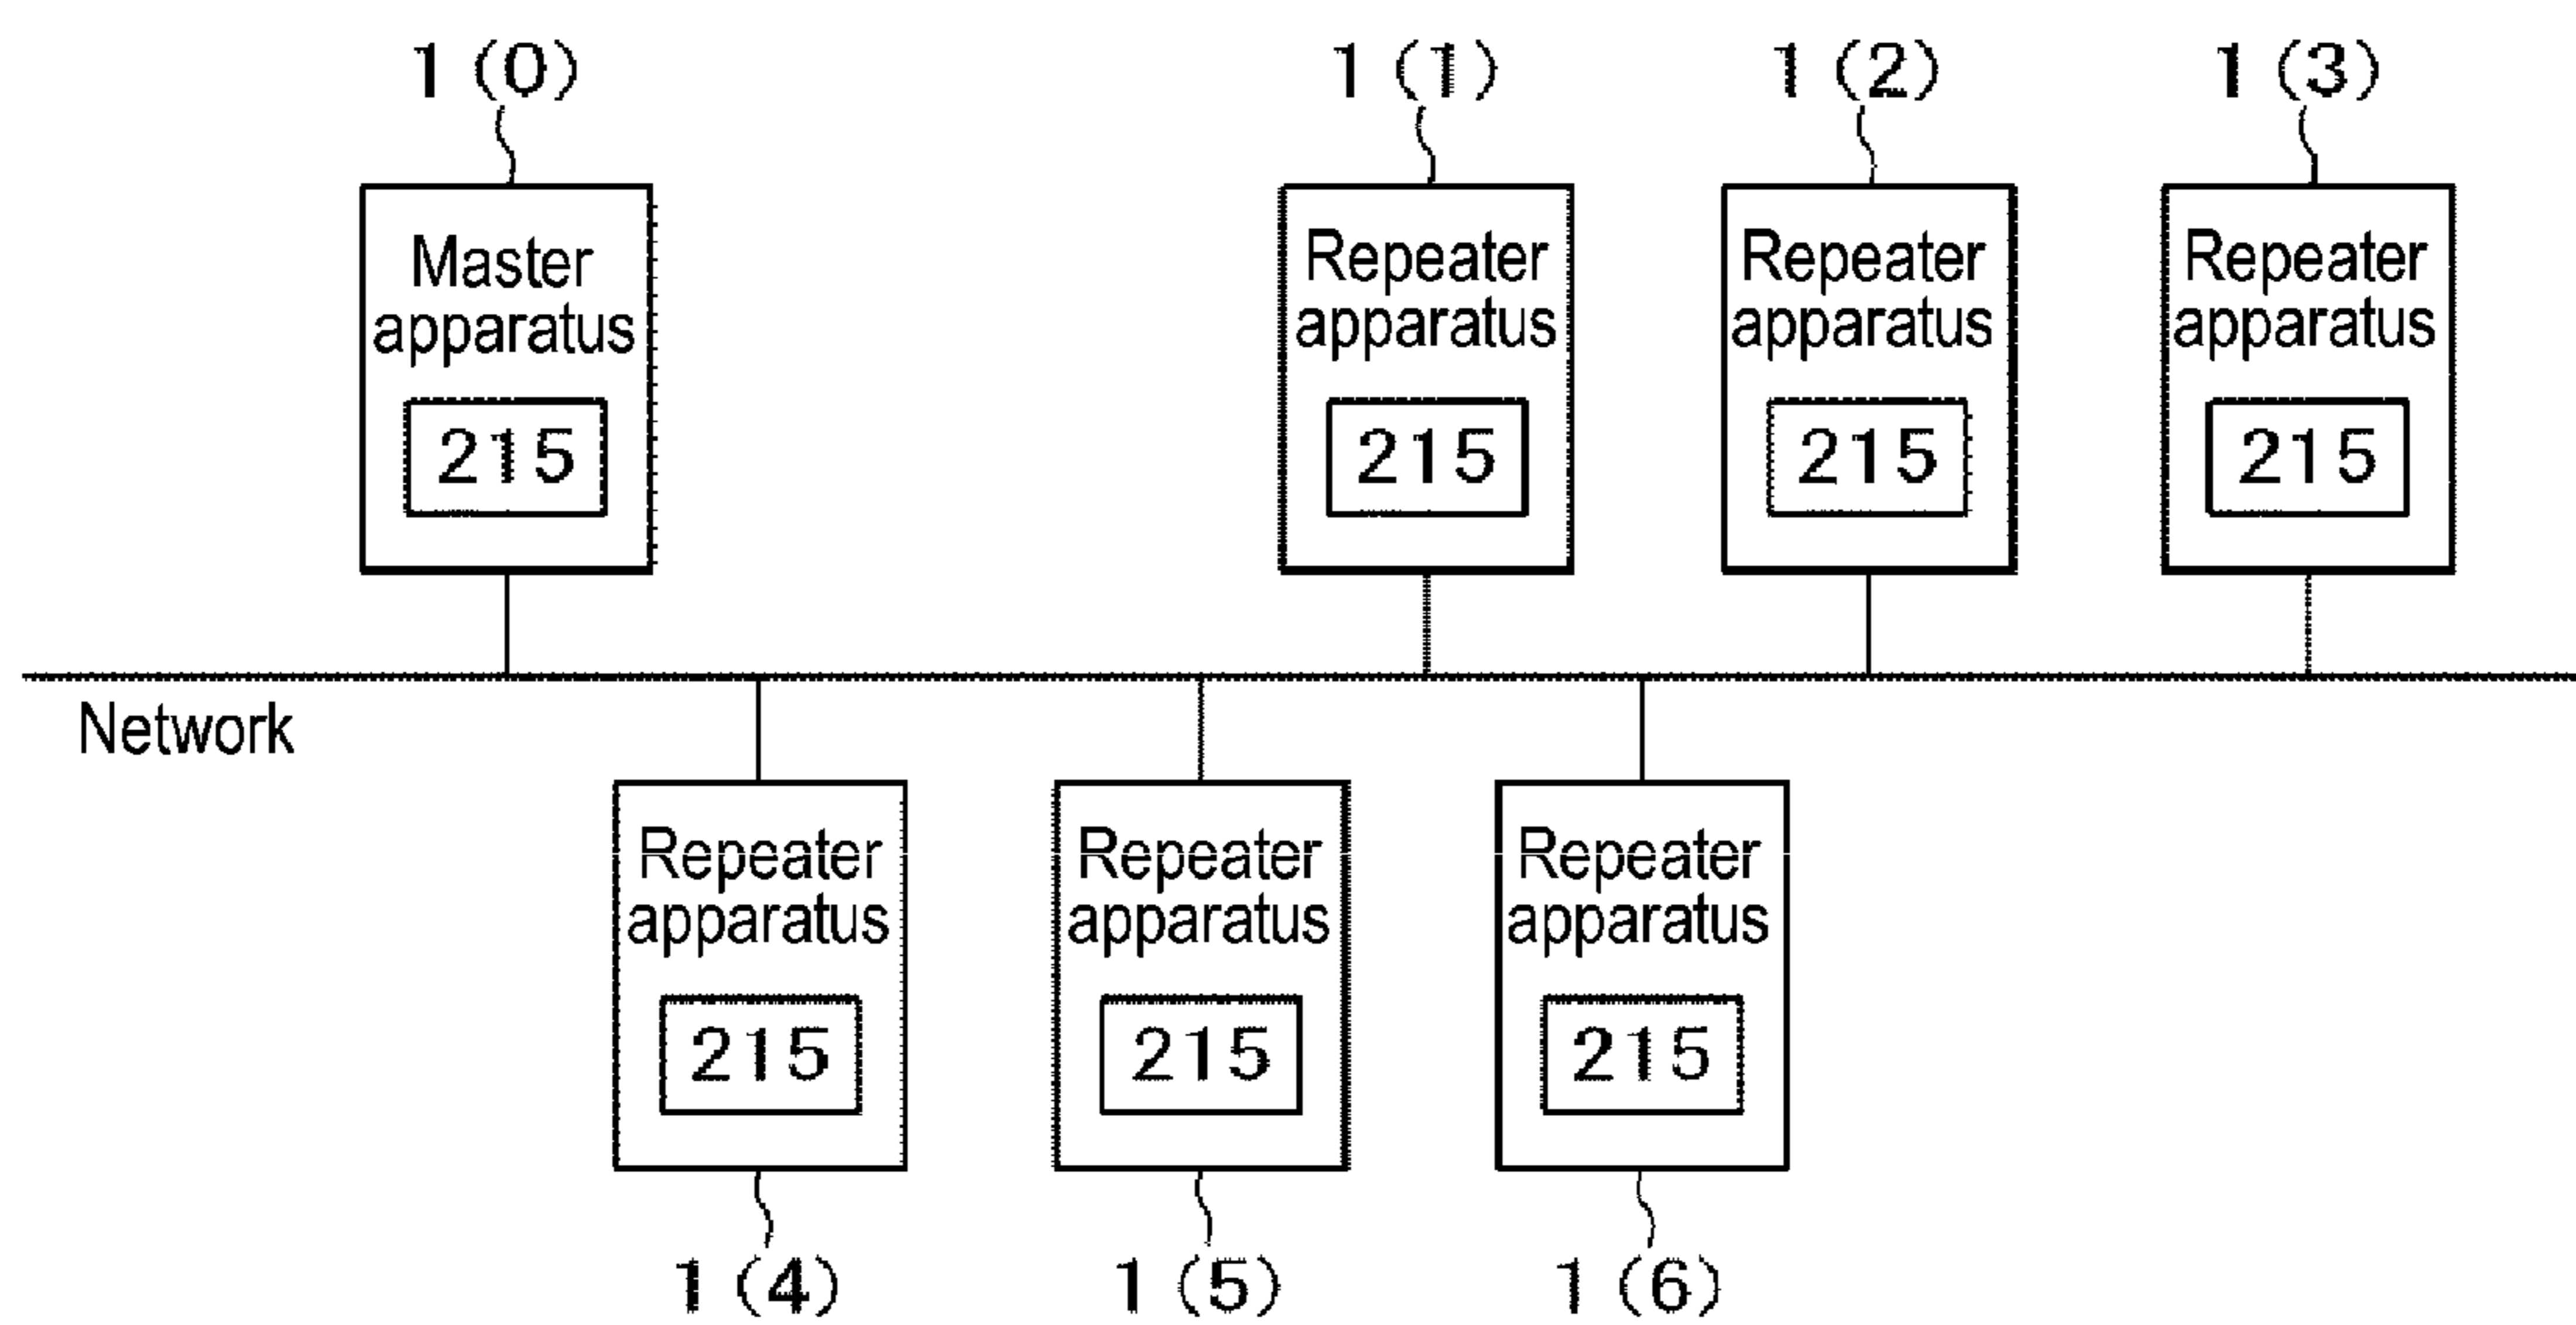 1(0)
1(1)
1(2)
1(3)
Master
apparatus
215
Repeater
apparatus
215
Repeater
apparatus
215
Repeater
apparatus
215
Network
Repeater
apparatus
215
Repeater
apparatus
215
Repeater
apparatus
215
1(4)
1(5)
1(6)